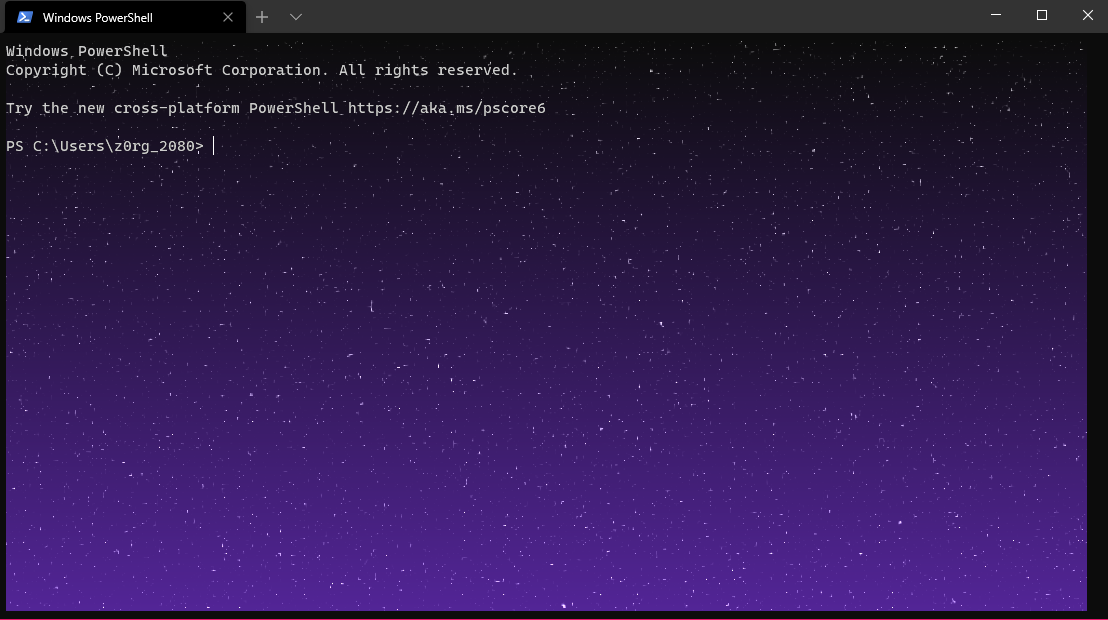 Windows PowerShell
Windows PowerShell
Copyright (C) Microsoft Corporation. All rights reserved.
Try the new cross-platform PowerShell https://aka.ms/pscore6
PS C:\Users\z0rg_2080>